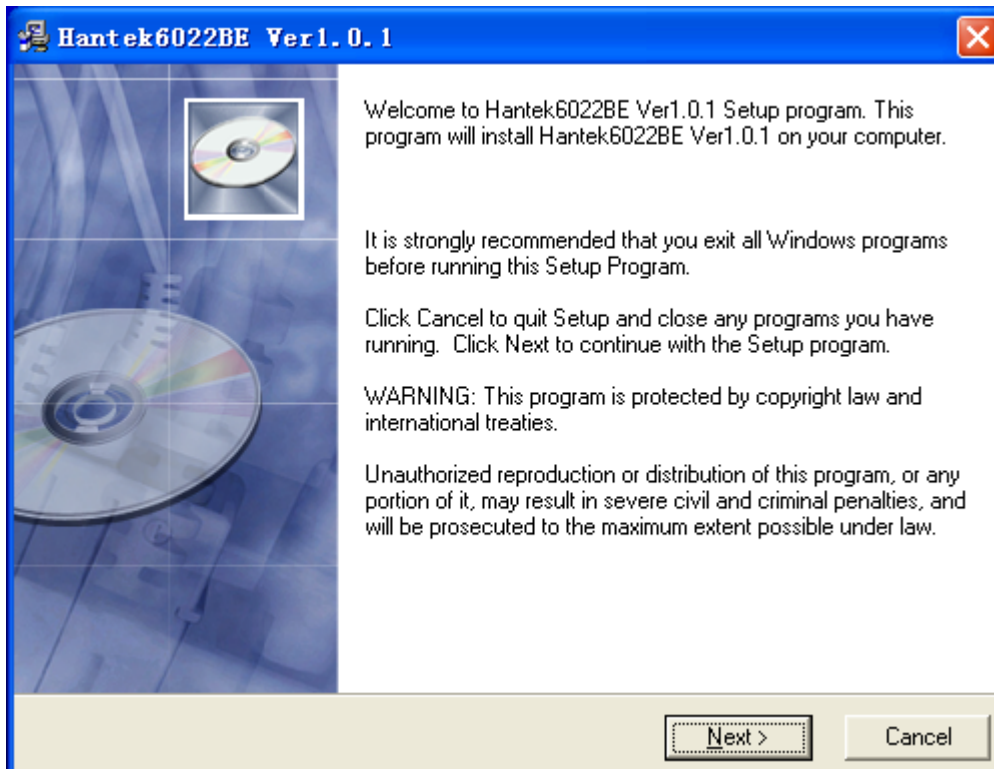 Hantek6022BE Ver1.0.1
Welcome to Hantek6022BE Ver1.0.1 Setup program. This
program will install Hantek6022BE Ver1.0.1 on your computer.
It is strongly recommended that you exit all Windows programs
before running this Setup Program.
Click Cancel to quit Setup and close any programs you have
running.  Click Next to continue with the Setup program.
WARNING: This program is protected by copyright law and
international treaties.
Unauthorized reproduction or distribution of this program, or any
portion of it, may result in severe civil and criminal penalties, and
will be prosecuted to the maximum extent possible under law.
Next >
Cancel